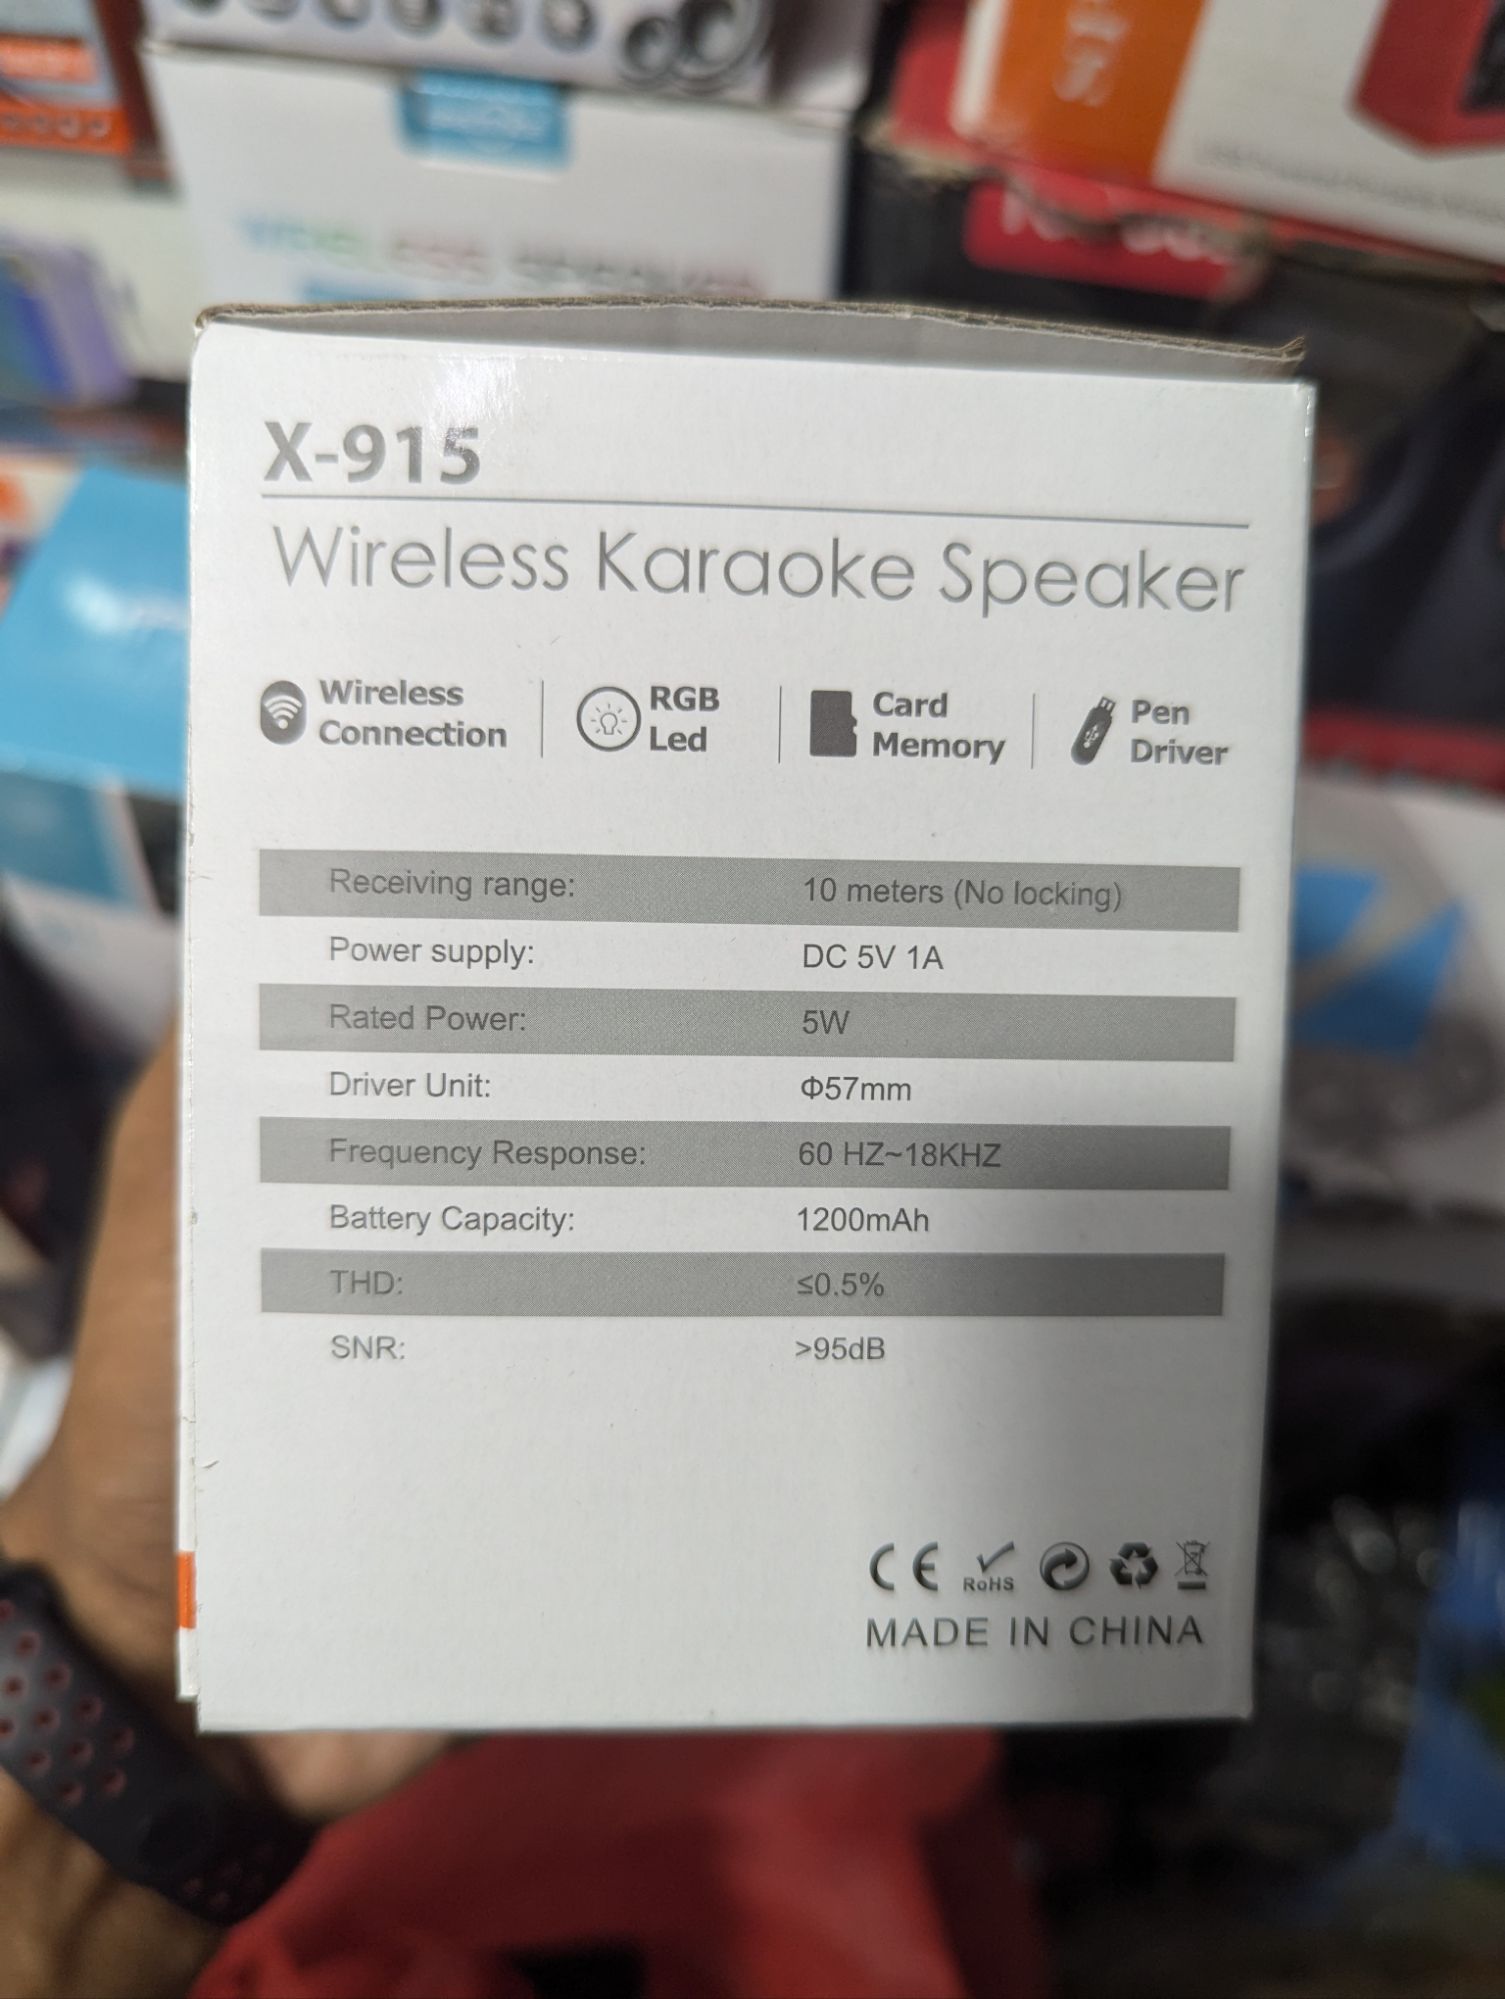 X-915
Wireless Karaoke Speaker
Wireless
Connection
RGB
Led
Card
Memory
Pen
Driver
Receiving range: 10 meters (No locking)
Power supply: DC 5V 1A
Rated Power: 5W
Driver Unit: Φ57mm
Frequency Response: 60 HZ~18KHZ
Battery Capacity: 1200mAh
THD: ≤0.5%
SNR: >95dB
CE RoHS
MADE IN CHINA